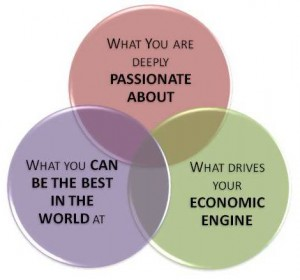 WHAT YOU ARE
DEEPLY
PASSIONATE
ABOUT
WHAT YOU CAN
BE THE BEST
IN THE
WORLD AT
WHAT DRIVES
YOUR
ECONOMIC
ENGINE